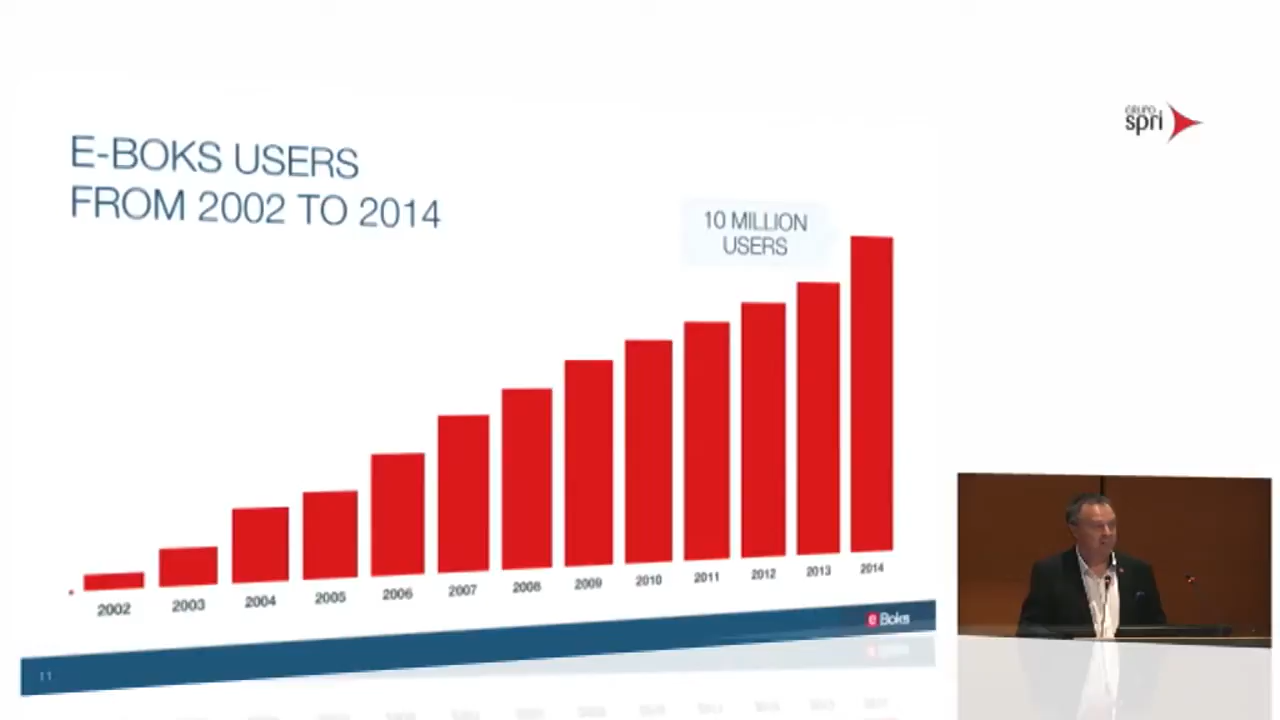 E-BOKS USERS
FROM 2002 TO 2014
GRUPO
spri
10 MILLION
USERS
2002 2003 2004 2005 2006 2007 2008 2009 2010 2011 2012 2013 2014
e Boks
11